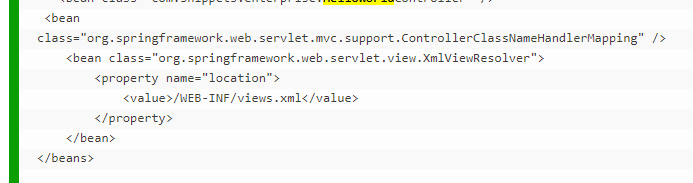 <bean class="com.snippets.enterprise.HelloWorldController" />
<bean
class="org.springframework.web.servlet.mvc.support.ControllerClassNameHandlerMapping" />
<bean class="org.springframework.web.servlet.view.XmlViewResolver">
<property name="location">
<value>/WEB-INF/views.xml</value>
</property>
</bean>
</beans>